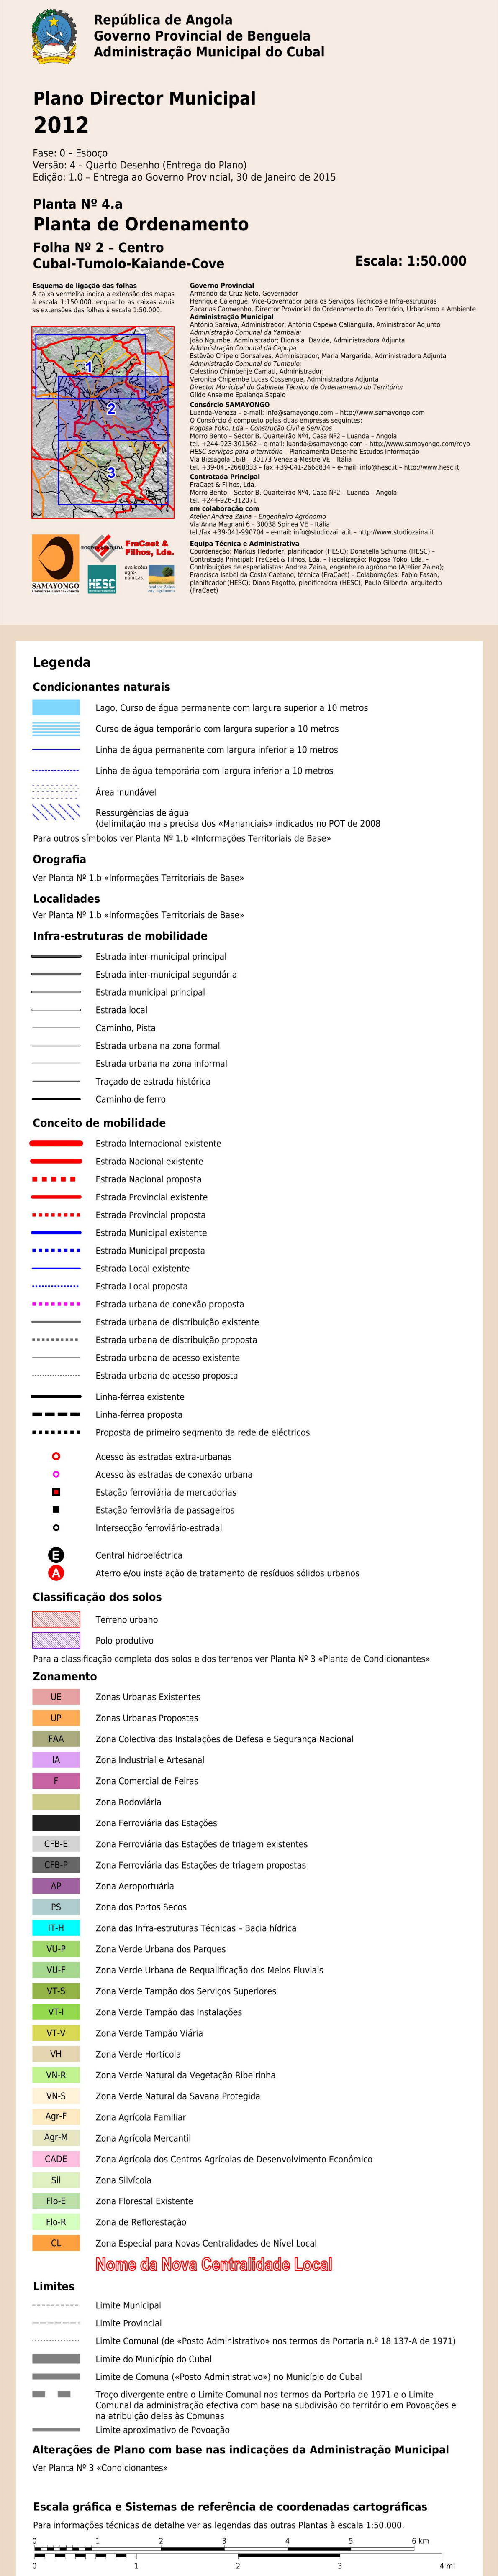 República de Angola
Governo Provincial de Benguela
Administração Municipal do Cubal
Plano Director Municipal
2012
Fase: 0 – Esboço
Versão: 4 – Quarto Desenho (Entrega do Plano)
Edição: 1.0 – Entrega ao Governo Provincial, 30 de Janeiro de 2015
Planta Nº 4.a
Planta de Ordenamento
Folha Nº 2 – Centro
Cubal-Tumolo-Kaiande-Cove
Escala: 1:50.000
Esquema de ligação das folhas
A caixa vermelha indica a extensão dos mapas
à escala 1:150.000, enquanto as caixas azuis
as extensões das folhas à escala 1:50.000.
1
2
3
SAMAYONGO
Consórcio Luanda-Veneza
FraCaet &
Filhos, Lda.
HESC
avaliações
agro-
nómicas:
Andrea Zaina
ing. agrónomo
Governo Provincial
Armando da Cruz Neto, Governador
Henrique Calengue, Vice-Governador para os Serviços Técnicos e Infra-estruturas
Zacarias Camwenho, Director Provincial do Ordenamento do Território, Urbanismo e Ambiente
Administração Municipal
António Saraiva, Administrador; António Capewa Calianguila, Aministrador Adjunto
Administração Comunal da Yambala:
João Ngumbe, Administrador; Dionisia Davide, Administradora Adjunta
Administração Comunal da Capupa
Estêvão Chipenio Gonsalves, Administrador; Maria Margarida, Administradora Adjunta
Administração Comunal do Tumbulo:
Celestino Chimbenje Camati, Administrador;
Veronica Chipembe Lucas Cossengue, Administradora Adjunta
Director Municipal do Gabinete Técnico de Ordenamento do Território:
Gildo Anselmo Epalanga Sapalo
Consórcio SAMAYONGO
Luanda-Veneza – e-mail: info@samayongo.com – http://www.samayongo.com
O Consórcio é composto pelas duas empresas seguintes:
Rogosa Yoko, Lda – Construção Civil e Serviços
Morro Bento – Sector B, Quarteirão Nº4, Casa Nº2 – Luanda – Angola
tel. +244-923-301562 – e-mail: luanda@samayongo.com – http://www.samayongo.com/royo
HESC serviços para o território – Planeamento Desenho Estudos Informação
Via Bissagola 16/B – 30173 Venezia-Mestre VE – Itália
tel. +39-041-2668833 – fax +39-041-2668834 – e-mail: info@hesc.it – http://www.hesc.it
Contratada Principal
FraCaet & Filhos, Lda.
Morro Bento – Sector B, Quarteirão Nº4, Casa Nº2 – Luanda – Angola
tel. +244-926-312071
em colaboração com
Atelier Andrea Zaina – Engenheiro Agrónomo
Via Anna Magnani 6 – 30038 Spinea VE – Itália
tel./fax +39-041-990704 – e-mail: info@studiozaina.it – http://www.studiozaina.it
Equipa Técnica e Administrativa
Coordenação: Markus Hedorfer, planificador (HESC); Donatella Schiuma (HESC) –
Contratada Principal: FraCaet & Filhos, Lda. – Fiscalização: Rogosa Yoko, Lda. –
Contribuições de especialistas: Andrea Zaina, engenheiro agrónomo (Atelier Zaina);
Francisca Isabel da Costa Caetano, técnica (FraCaet) – Colaborações: Fabio Fasan,
planificador (HESC); Diana Fagotto, planificadora (HESC); Paulo Gilberto, arquitecto
(FraCaet)
Legenda
Condicionantes naturais
Lago, Curso de água permanente com largura superior a 10 metros
Curso de água temporário com largura superior a 10 metros
Linha de água permanente com largura inferior a 10 metros
Linha de água temporária com largura inferior a 10 metros
Área inundável
Ressurgências de água
(delimitação mais precisa dos «Mananciais» indicados no POT de 2008
Para outros símbolos ver Planta Nº 1.b «Informações Territoriais de Base»
Orografia
Ver Planta Nº 1.b «Informações Territoriais de Base»
Localidades
Ver Planta Nº 1.b «Informações Territoriais de Base»
Infra-estruturas de mobilidade
Estrada inter-municipal principal
Estrada inter-municipal segundária
Estrada municipal principal
Estrada local
Caminho, Pista
Estrada urbana na zona formal
Estrada urbana na zona informal
Traçado de estrada histórica
Caminho de ferro
Conceito de mobilidade
Estrada Internacional existente
Estrada Nacional existente
Estrada Nacional proposta
Estrada Provincial existente
Estrada Provincial proposta
Estrada Municipal existente
Estrada Municipal proposta
Estrada Local existente
Estrada Local proposta
Estrada urbana de conexão proposta
Estrada urbana de distribuição existente
Estrada urbana de distribuição proposta
Estrada urbana de acesso existente
Estrada urbana de acesso proposta
Linha-férrea existente
Linha-férrea proposta
Proposta de primeiro segmento da rede de eléctricos
Acesso às estradas extra-urbanas
Acesso às estradas de conexão urbana
Estação ferroviária de mercadorias
Estação ferroviária de passageiros
Intersecção ferroviário-estradal
E Central hidroeléctrica
A Aterro e/ou instalação de tratamento de resíduos sólidos urbanos
Classificação dos solos
Terreno urbano
Polo produtivo
Para a classificação completa dos solos e dos terrenos ver Planta Nº 3 «Planta de Condicionantes»
Zonamento
UE Zonas Urbanas Existentes
UP Zonas Urbanas Propostas
FAA Zona Colectiva das Instalações de Defesa e Segurança Nacional
IA Zona Industrial e Artesanal
F Zona Comercial de Feiras
Zona Rodoviária
Zona Ferroviária das Estações
CFB-E Zona Ferroviária das Estações de triagem existentes
CFB-P Zona Ferroviária das Estações de triagem propostas
AP Zona Aeroportuária
PS Zona dos Portos Secos
IT-H Zona das Infra-estruturas Técnicas – Bacia hídrica
VU-P Zona Verde Urbana dos Parques
VU-F Zona Verde Urbana de Requalificação dos Meios Fluviais
VT-S Zona Verde Tampão dos Serviços Superiores
VT-I Zona Verde Tampão das Instalações
VT-V Zona Verde Tampão Viária
VH Zona Verde Hortícola
VN-R Zona Verde Natural da Vegetação Ribeirinha
VN-S Zona Verde Natural da Savana Protegida
Agr-F Zona Agrícola Familiar
Agr-M Zona Agrícola Mercantil
CADE Zona Agrícola dos Centros Agrícolas de Desenvolvimento Económico
Sil Zona Silvícola
Flo-E Zona Florestal Existente
Flo-R Zona de Reflorestação
CL Zona Especial para Novas Centralidades de Nível Local
Nome da Nova Centralidade Local
Limites
Limite Municipal
Limite Provincial
Limite Comunal (de «Posto Administrativo» nos termos da Portaria n.º 18 137-A de 1971)
Limite do Município do Cubal
Limite de Comuna («Posto Administrativo») no Município do Cubal
Troço divergente entre o Limite Comunal nos termos da Portaria de 1971 e o Limite
Comunal da administração efectiva com base na subdivisão do território em Povoações e
na atribuição delas às Comunas
Limite aproximativo de Povoação
Alterações de Plano com base nas indicações da Administração Municipal
Ver Planta Nº 3 «Condicionantes»
Escala gráfica e Sistemas de referência de coordenadas cartográficas
Para informações técnicas de detalhe ver as legendas das outras Plantas à escala 1:50.000.
0 1 2 3 4 5 6 km
0 1 2 3 4 mi